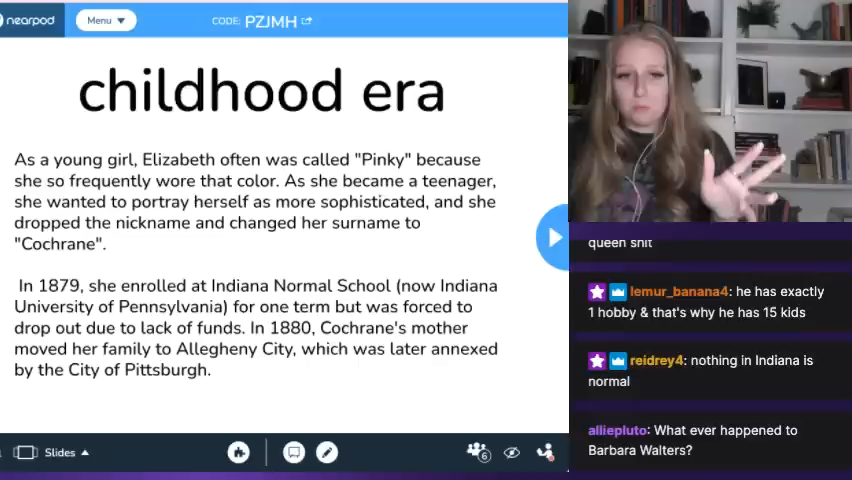 nearpod
Menu
CODE: PZJMH
childhood era
As a young girl, Elizabeth often was called "Pinky" because
she so frequently wore that color. As she became a teenager,
she wanted to portray herself as more sophisticated, and she
dropped the nickname and changed her surname to
"Cochrane".
In 1879, she enrolled at Indiana Normal School (now Indiana
University of Pennsylvania) for one term but was forced to
drop out due to lack of funds. In 1880, Cochrane's mother
moved her family to Allegheny City, which was later annexed
by the City of Pittsburgh.
Slides
6
queen shit
lemur_banana4: he has exactly
1 hobby & that's why he has 15 kids
reidrey4: nothing in Indiana is
normal
alliepluto: What ever happened to
Barbara Walters?